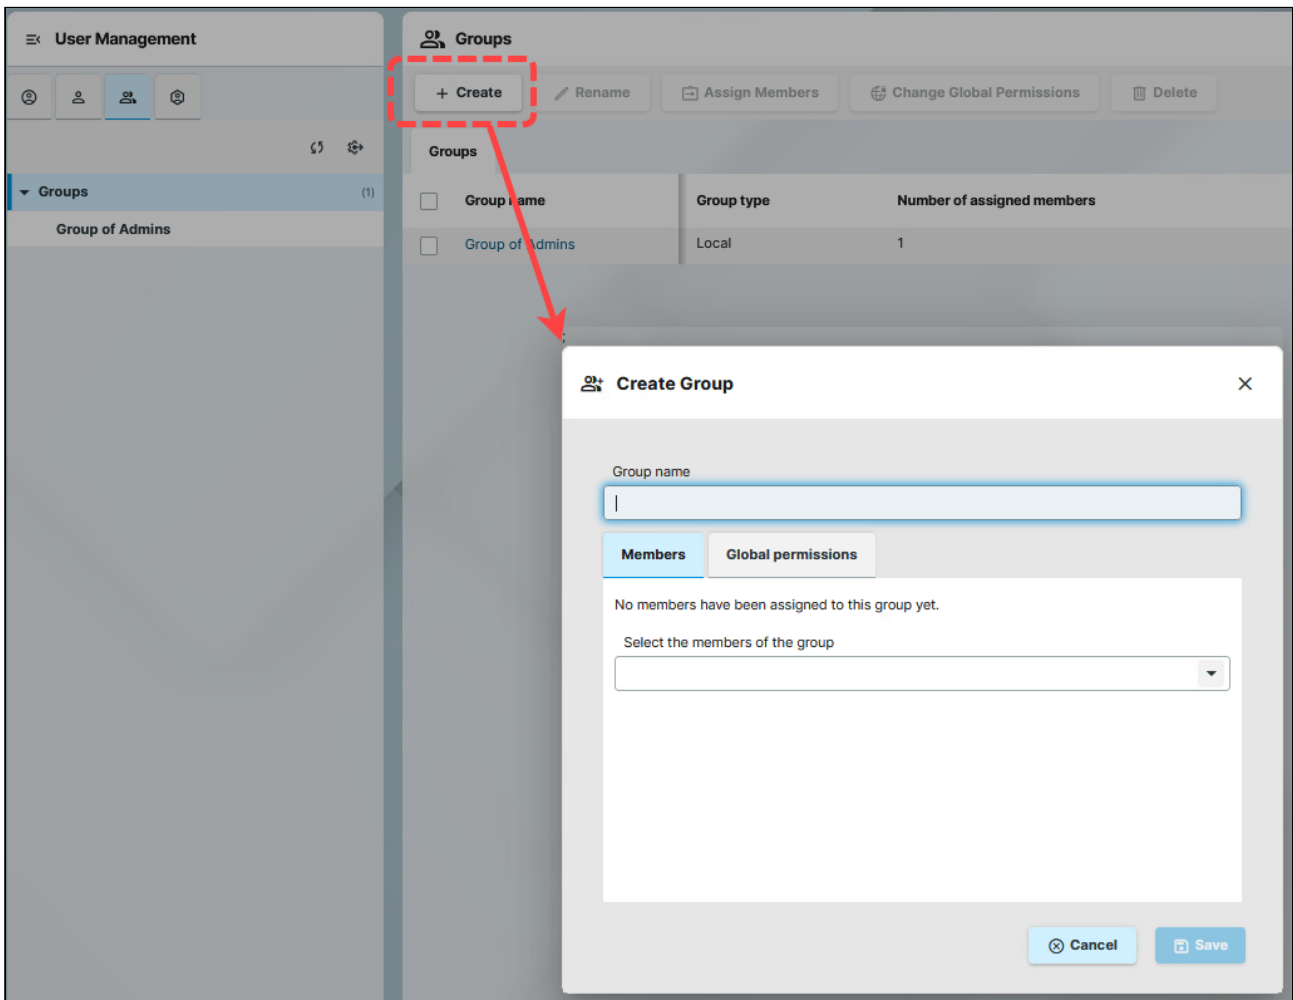 User Management
Groups
Create
Rename
Assign Members
Change Global Permissions
Delete
Groups
Groups (1)
Group of Admins
Group name
Group type
Number of assigned members
Group of Admins
Local
1
Create Group
Group name
Members
Global permissions
No members have been assigned to this group yet.
Select the members of the group
Cancel
Save